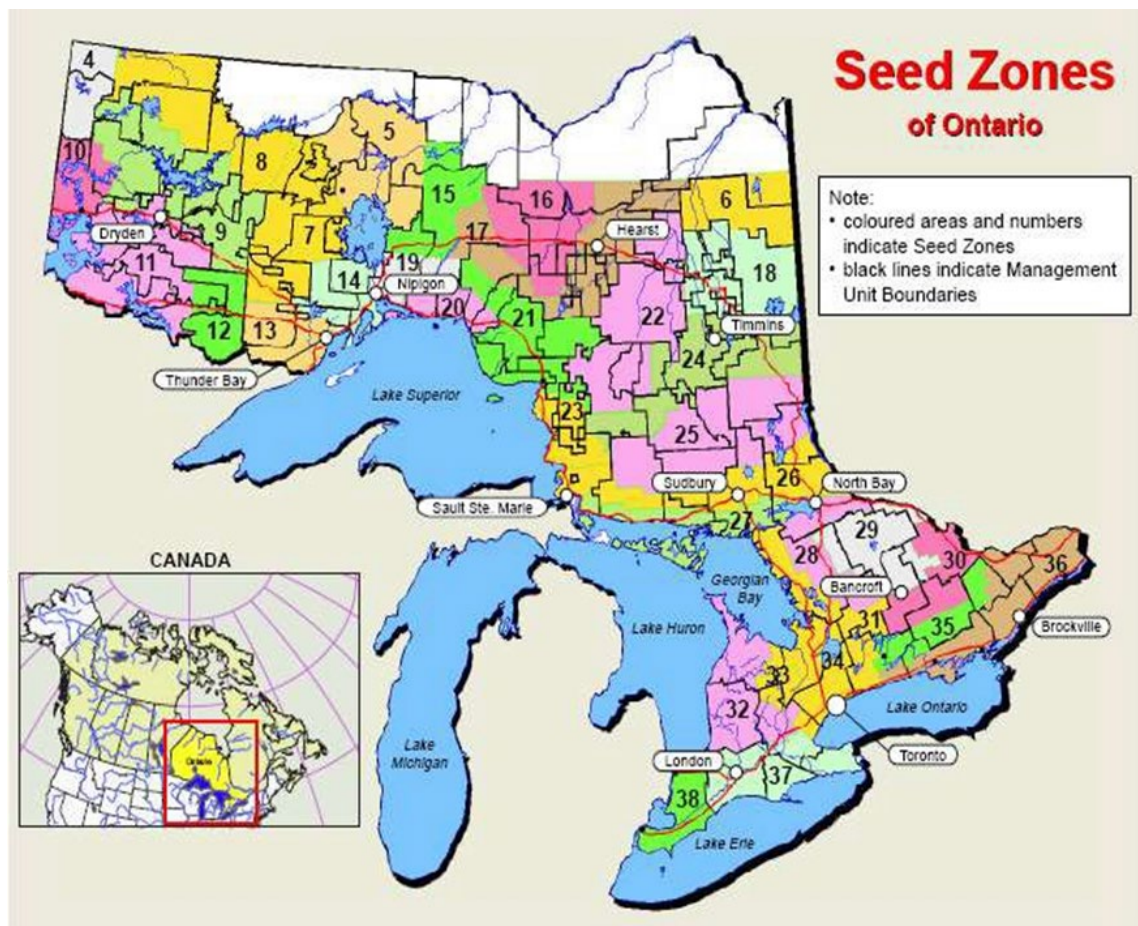 Seed Zones
of Ontario
Note:
• coloured areas and numbers
indicate Seed Zones
• black lines indicate Management
Unit Boundaries
4
5
8
10
15
16
6
Dryden
9
7
17
Hearst
11
14
19
Nipigon
18
12
13
20
21
22
Timmins
24
Thunder Bay
Lake Superior
23
25
Sudbury
26
North Bay
Sault Ste. Marie
27
28
29
30
36
CANADA
Georgian
Bay
Bancroft
31
35
Brockville
Lake Huron
33
34
32
Lake Ontario
Lake
Michigan
London
37
Toronto
38
Lake Erie
Ontario